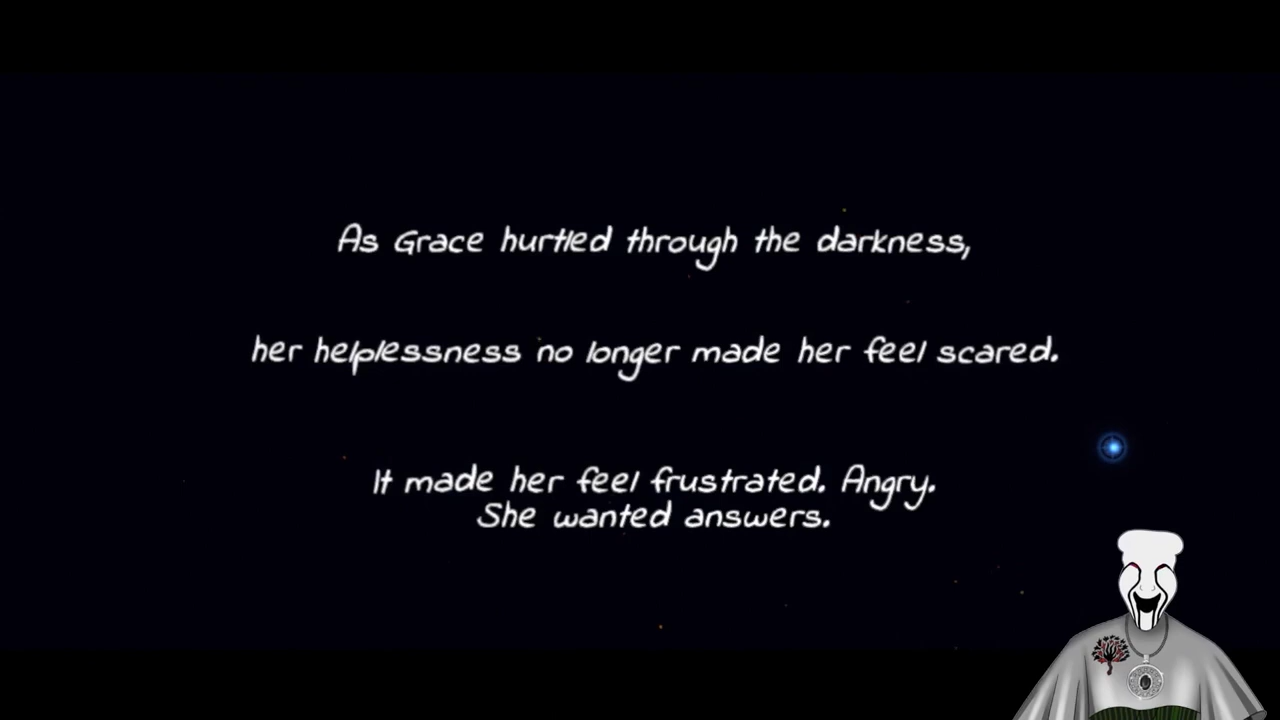 As Grace hurtled through the darkness,
her helplessness no longer made her feel scared.
It made her feel frustrated. Angry.
She wanted answers.